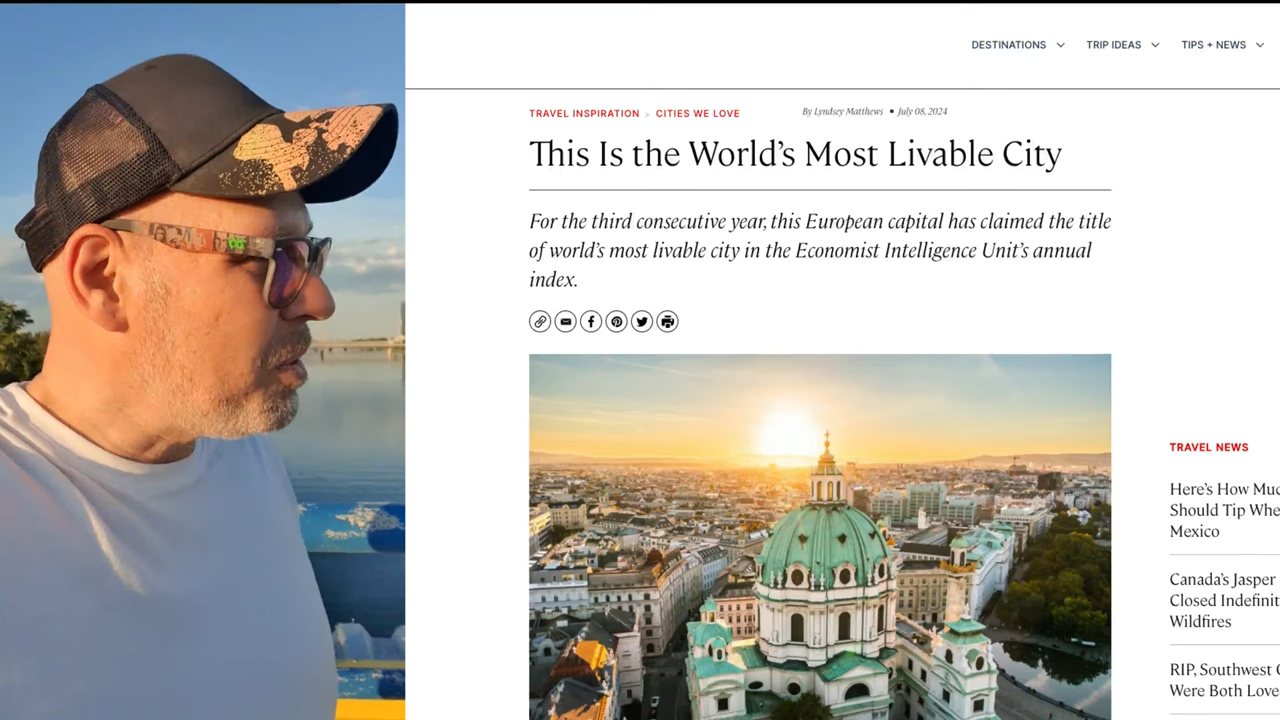 DESTINATIONS TRIP IDEAS TIPS + NEWS
TRAVEL INSPIRATION > CITIES WE LOVE
By Lyndsey Matthews • July 08, 2024
This Is the World's Most Livable City
For the third consecutive year, this European capital has claimed the title
of world's most livable city in the Economist Intelligence Unit's annual
index.
TRAVEL NEWS
Here's How Muc
Should Tip Whe
Mexico
Canada's Jasper
Closed Indefinit
Wildfires
RIP, Southwest
Were Both Love